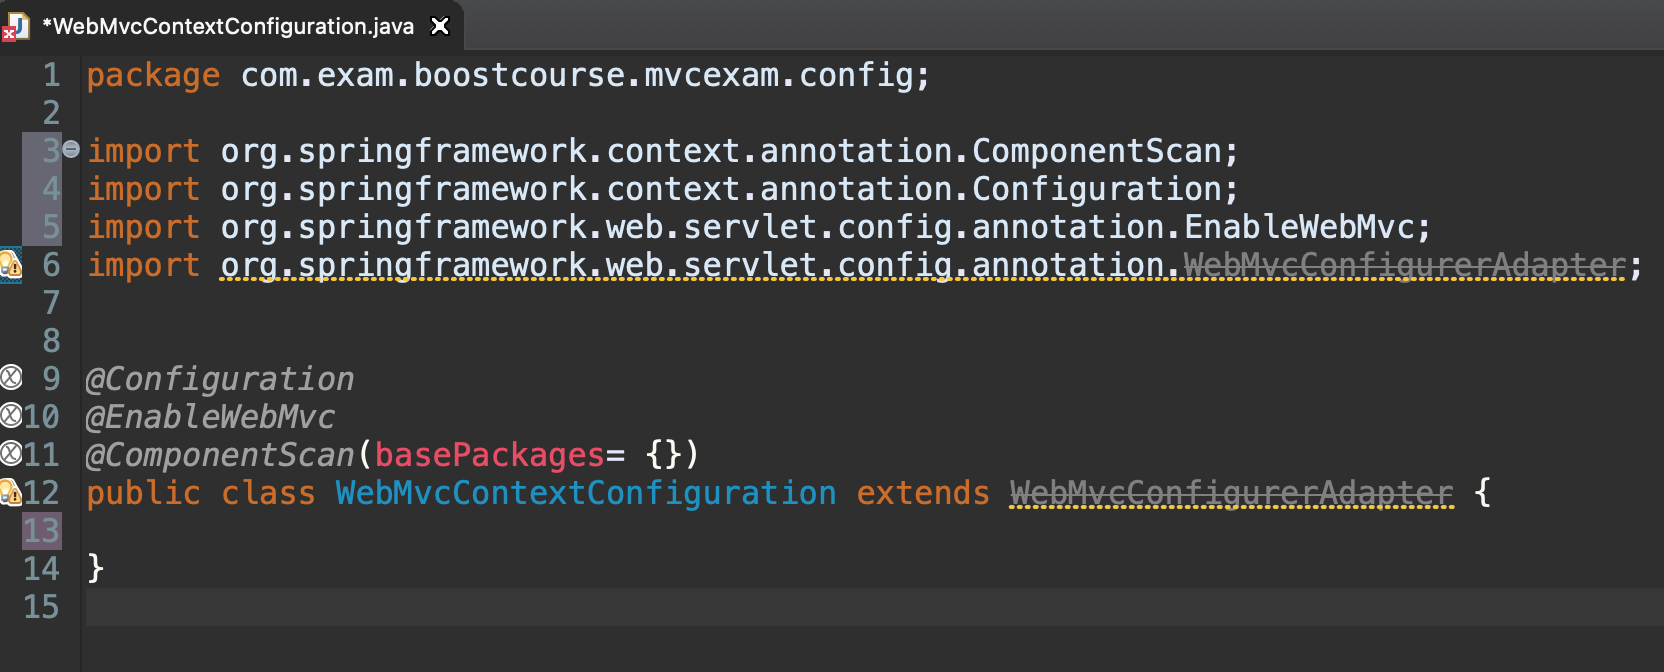 *WebMvcContextConfiguration.java
1 package com.exam.boostcourse.mvcexam.config;
2
3 import org.springframework.context.annotation.ComponentScan;
4 import org.springframework.context.annotation.Configuration;
5 import org.springframework.web.servlet.config.annotation.EnableWebMvc;
6 import org.springframework.web.servlet.config.annotation.WebMvcConfigurerAdapter;
7
8
9 @Configuration
10 @EnableWebMvc
11 @ComponentScan(basePackages= {})
12 public class WebMvcContextConfiguration extends WebMvcConfigurerAdapter {
13
14 }
15